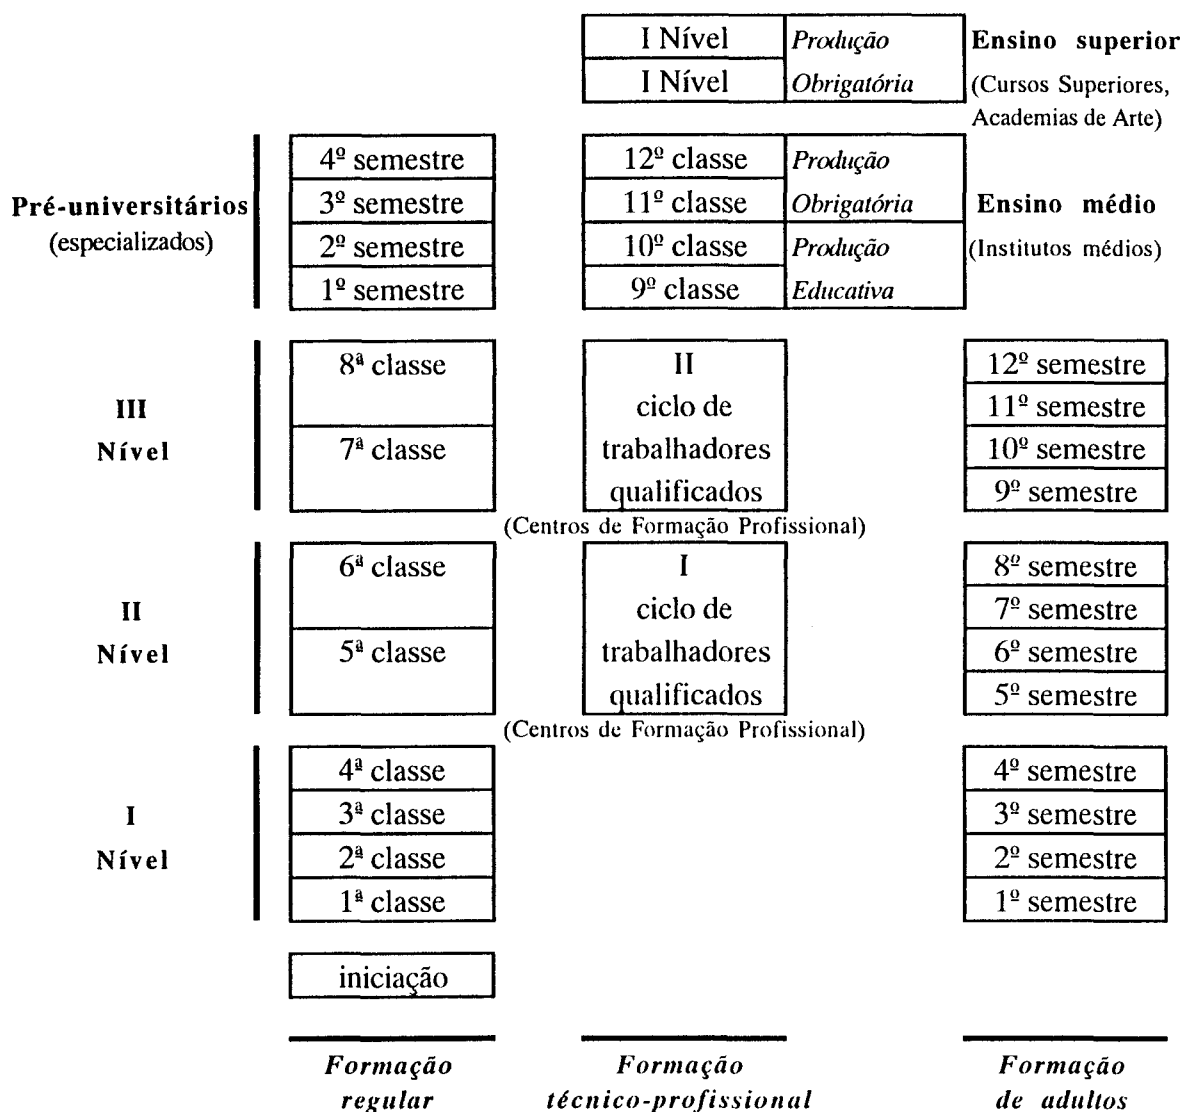 I Nível Produção Ensino superior
I Nível Obrigatória (Cursos Superiores,
Academias de Arte)
4º semestre 12º classe Produção
Pré-universitários 3º semestre 11º classe Obrigatória Ensino médio
(especializados) 2º semestre 10º classe Produção (Institutos médios)
1º semestre 9º classe Educativa
8ª classe II 12º semestre
III ciclo de 11º semestre
Nível 7ª classe trabalhadores 10º semestre
qualificados 9º semestre
(Centros de Formação Profissional)
6ª classe I 8º semestre
II ciclo de 7º semestre
Nível 5ª classe trabalhadores 6º semestre
qualificados 5º semestre
(Centros de Formação Profissional)
4ª classe 4º semestre
I 3ª classe 3º semestre
Nível 2ª classe 2º semestre
1ª classe 1º semestre
iniciação
Formação Formação Formação
regular técnico-profissional de adultos